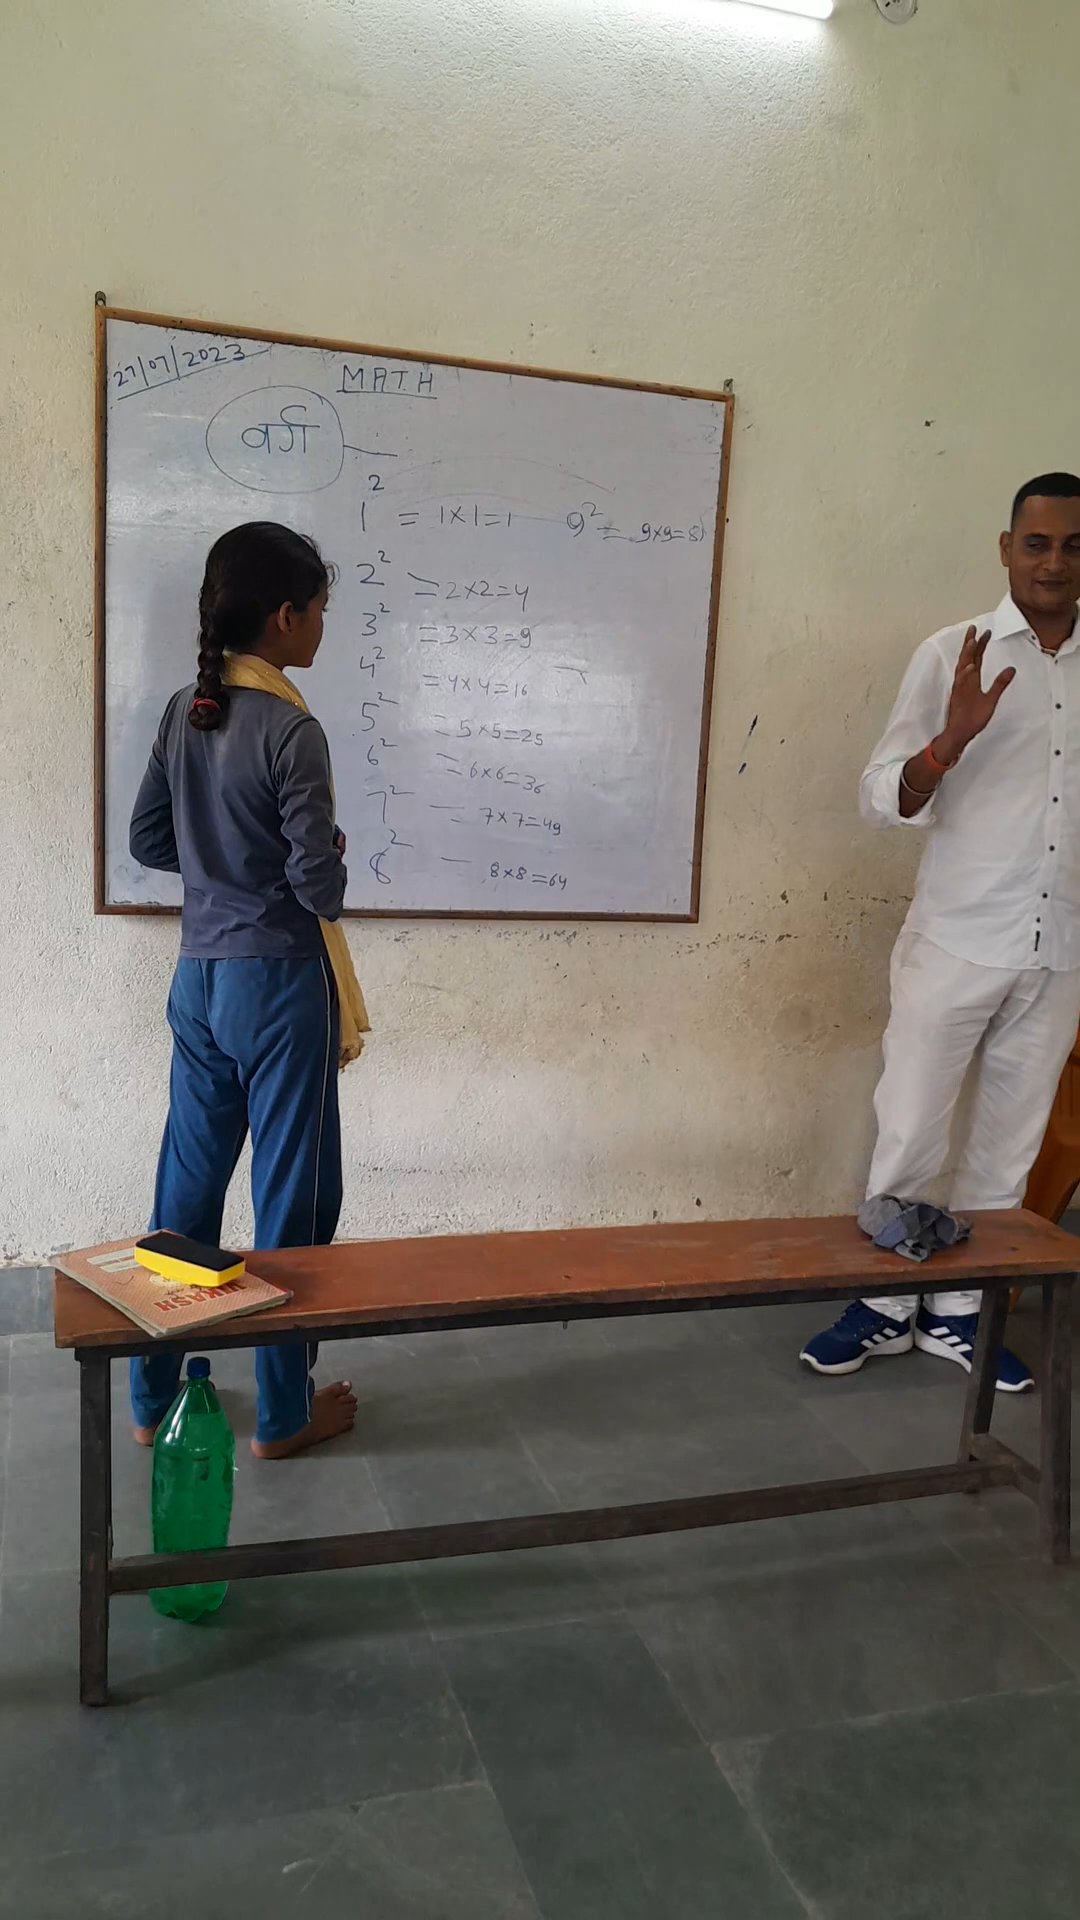 27/07/2023
MATH
वर्ग
1² = 1×1=1
9² = 9×9=81
2² = 2×2=4
3² = 3×3=9
4² = 4×4=16
5² = 5×5=25
6² = 6×6=36
7² = 7×7=49
8² = 8×8=64